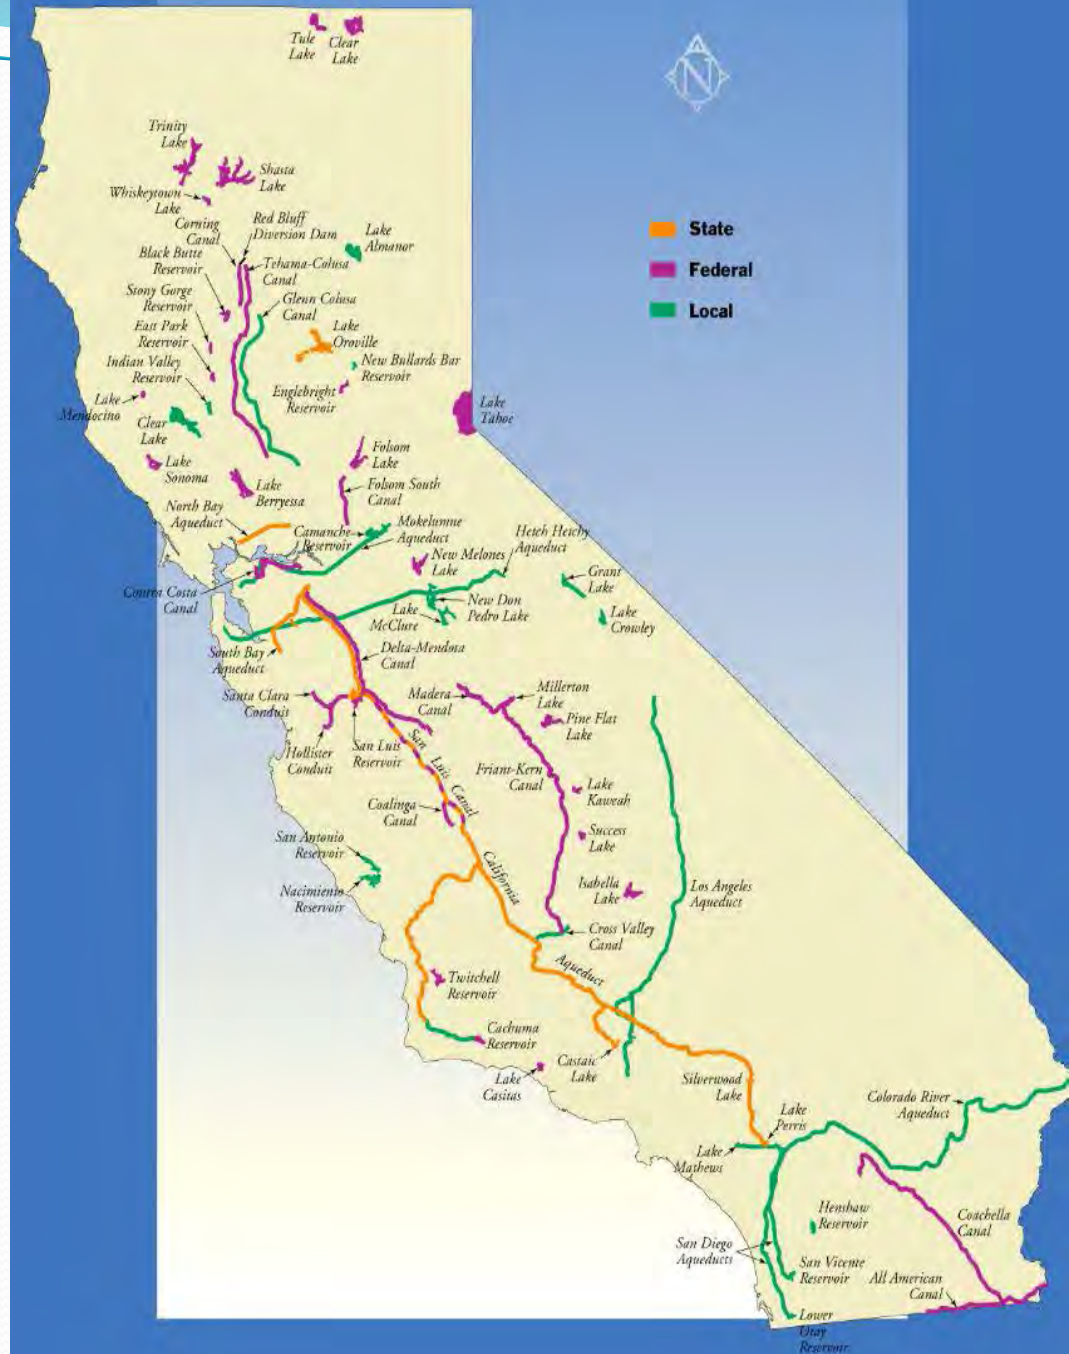 Tule
Lake
Clear
Lake
N
Trinity
Lake
Shasta
Lake
Whiskeytown
Lake
Corning
Canal
Red Bluff
Diversion Dam
Lake
Almanor
State
Federal
Local
Black Butte
Reservoir
Tehama-Colusa
Canal
Stony Gorge
Reservoir
Glenn Colusa
Canal
East Park
Reservoir
Lake
Oroville
Indian Valley
Reservoir
New Bullards Bar
Reservoir
Englebright
Reservoir
Lake
Mendocino
Clear
Lake
Lake
Tahoe
Lake
Sonoma
Lake
Berryessa
Folsom
Lake
Folsom South
Canal
North Bay
Aqueduct
Camanche
Reservoir
Mokelumne
Aqueduct
Hetch Hetchy
Aqueduct
New Melones
Lake
Contra Costa
Canal
Grant
Lake
Lake
McClure
New Don
Pedro Lake
Lake
Crowley
South Bay
Aqueduct
Delta-Mendota
Canal
Santa Clara
Conduit
Madera
Canal
Millerton
Lake
Pine Flat
Lake
Hollister
Conduit
San Luis
Reservoir
San Luis Canal
Friant-Kern
Canal
Lake
Kaweah
Coalinga
Canal
Success
Lake
San Antonio
Reservoir
Nacimiento
Reservoir
California
Aqueduct
Isabella
Lake
Los Angeles
Aqueduct
Cross Valley
Canal
Twitchell
Reservoir
Cachuma
Reservoir
Castaic
Lake
Lake
Casitas
Silverwood
Lake
Lake
Perris
Colorado River
Aqueduct
Lake
Mathews
Henshaw
Reservoir
Coachella
Canal
San Diego
Aqueducts
San Vicente
Reservoir
All American
Canal
Lower
Otay
Reservoir